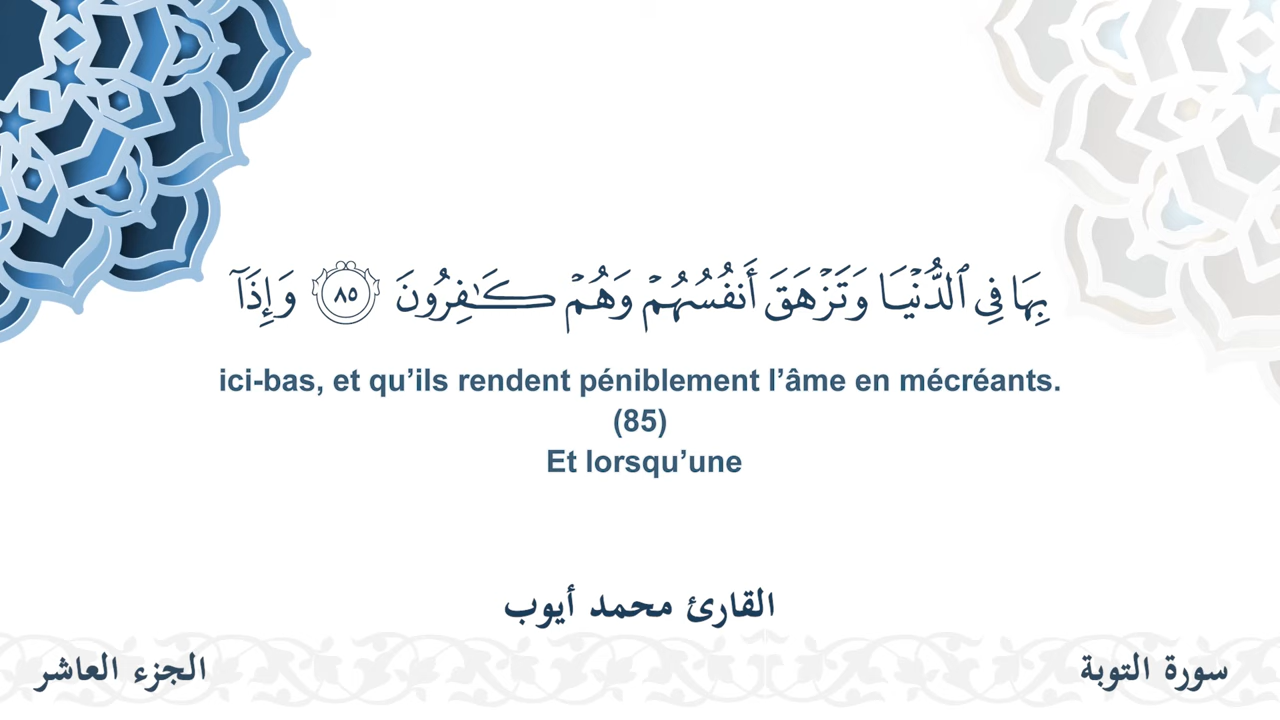 بِهَا فِي ٱلدُّنۡيَا وَتَزۡهَقَ أَنفُسُهُمۡ وَهُمۡ كَٰفِرُونَ ٨٥ وَإِذَآ
ici-bas, et qu’ils rendent péniblement l’âme en mécréants.
(85)
Et lorsqu’une
القارئ محمد أيوب
سورة التوبة
الجزء العاشر